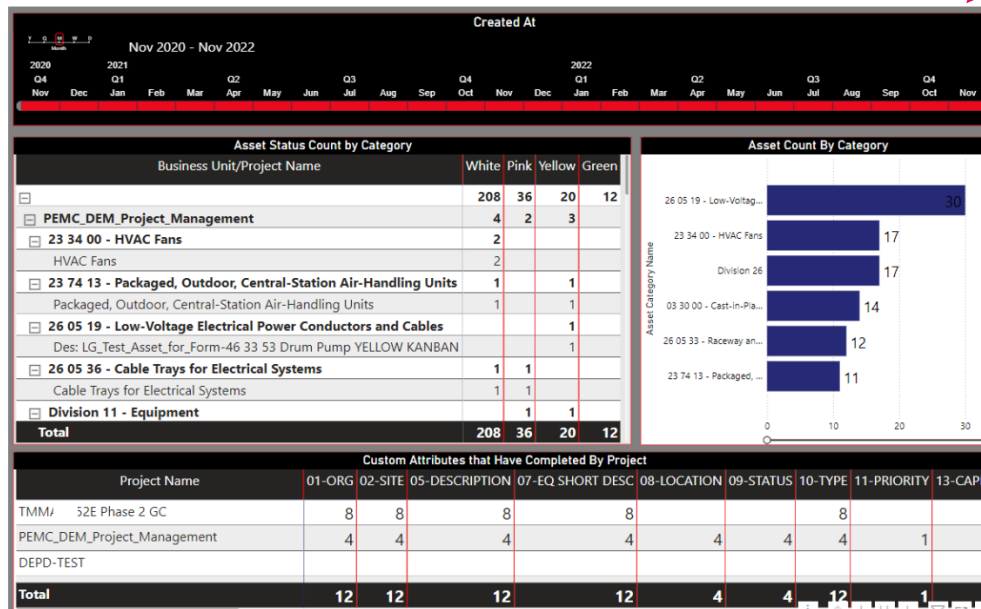 Created At
Y Q M W D
Month
Nov 2020 - Nov 2022
2020 2021 2022
Q4 Q1 Q2 Q3 Q4 Q1 Q2 Q3 Q4
Nov Dec Jan Feb Mar Apr May Jun Jul Aug Sep Oct Nov Dec Jan Feb Mar Apr May Jun Jul Aug Sep Oct Nov
Asset Status Count by Category
Business Unit/Project Name White Pink Yellow Green
208 36 20 12
PEMC_DEM_Project_Management 4 2 3
23 34 00 - HVAC Fans 2
HVAC Fans 2
23 74 13 - Packaged, Outdoor, Central-Station Air-Handling Units 1 1
Packaged, Outdoor, Central-Station Air-Handling Units 1 1
26 05 19 - Low-Voltage Electrical Power Conductors and Cables 1
Des: LG_Test_Asset_for_Form-46 33 53 Drum Pump YELLOW KANBAN 1
26 05 36 - Cable Trays for Electrical Systems 1 1
Cable Trays for Electrical Systems 1 1
Division 11 - Equipment 1 1
Total 208 36 20 12
Asset Count By Category
Asset Category Name
26 05 19 - Low-Voltag... 30
23 34 00 - HVAC Fans 17
Division 26 17
03 30 00 - Cast-In-Pla... 14
26 05 33 - Raceway an... 12
23 74 13 - Packaged, ... 11
0 10 20 30
Custom Attributes that Have Completed By Project
Project Name 01-ORG 02-SITE 05-DESCRIPTION 07-EQ SHORT DESC 08-LOCATION 09-STATUS 10-TYPE 11-PRIORITY 13-CAP
TMM 52E Phase 2 GC 8 8 8 8 8
PEMC_DEM_Project_Management 4 4 4 4 4 4 4 1
DEPD-TEST
Total 12 12 12 12 4 4 12 1